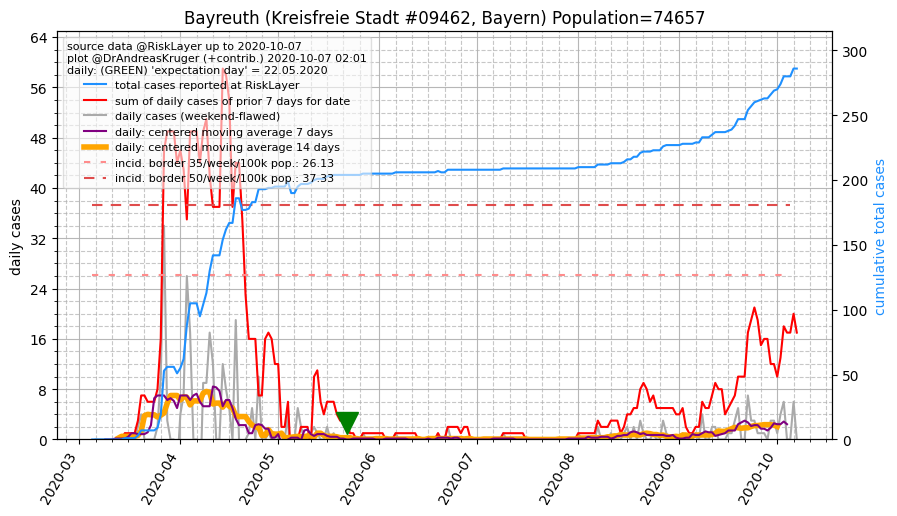 Bayreuth (Kreisfreie Stadt #09462, Bayern) Population=74657
source data @RiskLayer up to 2020-10-07
plot @DrAndreasKruger (+contrib.) 2020-10-07 02:01
daily: (GREEN) 'expectation day' = 22.05.2020
total cases reported at RiskLayer
sum of daily cases of prior 7 days for date
daily cases (weekend-flawed)
daily: centered moving average 7 days
daily: centered moving average 14 days
incid. border 35/week/100k pop.: 26.13
incid. border 50/week/100k pop.: 37.33
daily cases
64
56
48
40
32
24
16
8
0
cumulative total cases
300
250
200
150
100
50
0
2020-03
2020-04
2020-05
2020-06
2020-07
2020-08
2020-09
2020-10